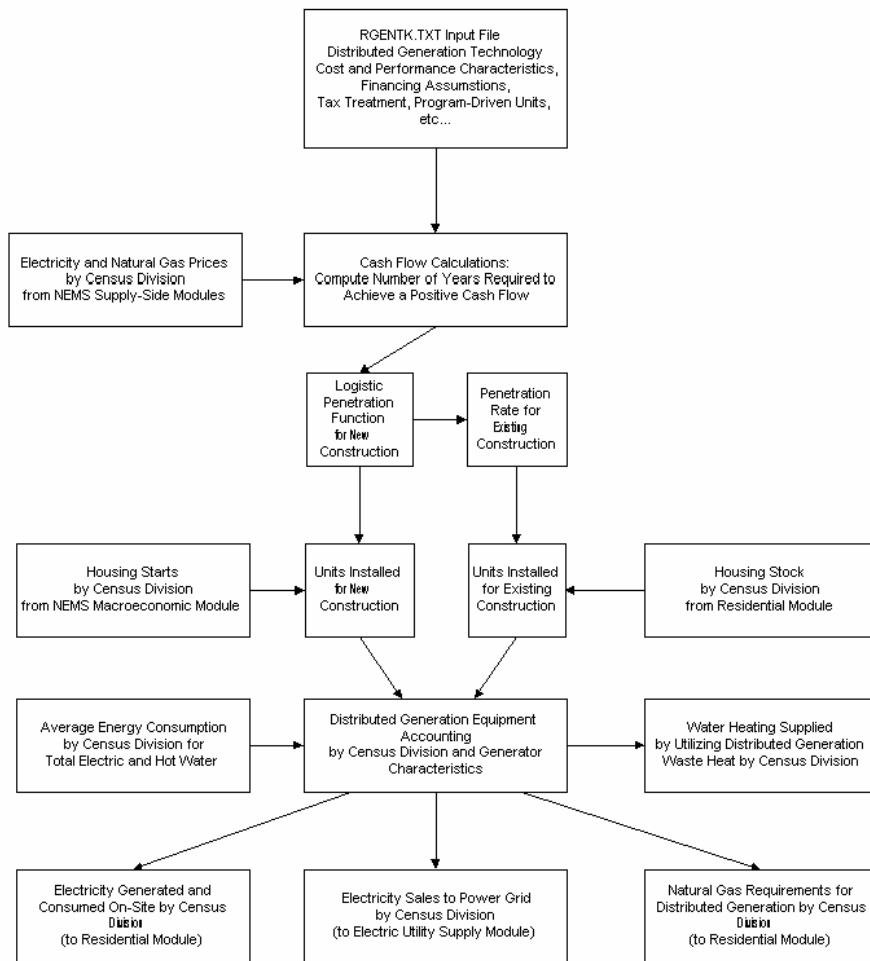 RGENTK.TXT Input File
Distributed Generation Technology
Cost and Performance Characteristics,
Financing Assumstions,
Tax Treatment, Program-Driven Units,
etc...
Electricity and Natural Gas Prices
by Census Division
from NEMS Supply-Side Modules
Cash Flow Calculations:
Compute Number of Years Required to
Achieve a Positive Cash Flow
Logistic
Penetration
Function
for New
Construction
Penetration
Rate for
Existing
Construction
Housing Starts
by Census Division
from NEMS Macroeconomic Module
Units Installed
for New
Construction
Units Installed
for Existing
Construction
Housing Stock
by Census Division
from Residential Module
Average Energy Consumption
by Census Division for
Total Electric and Hot Water
Distributed Generation Equipment
Accounting
by Census Division and Generator
Characteristics
Water Heating Supplied
by Utilizing Distributed Generation
Waste Heat by Census Division
Electricity Generated and
Consumed On-Site by Census
Division
(to Residential Module)
Electricity Sales to Power Grid
by Census Division
(to Electric Utility Supply Module)
Natural Gas Requirements for
Distributed Generation by Census
Division
(to Residential Module)